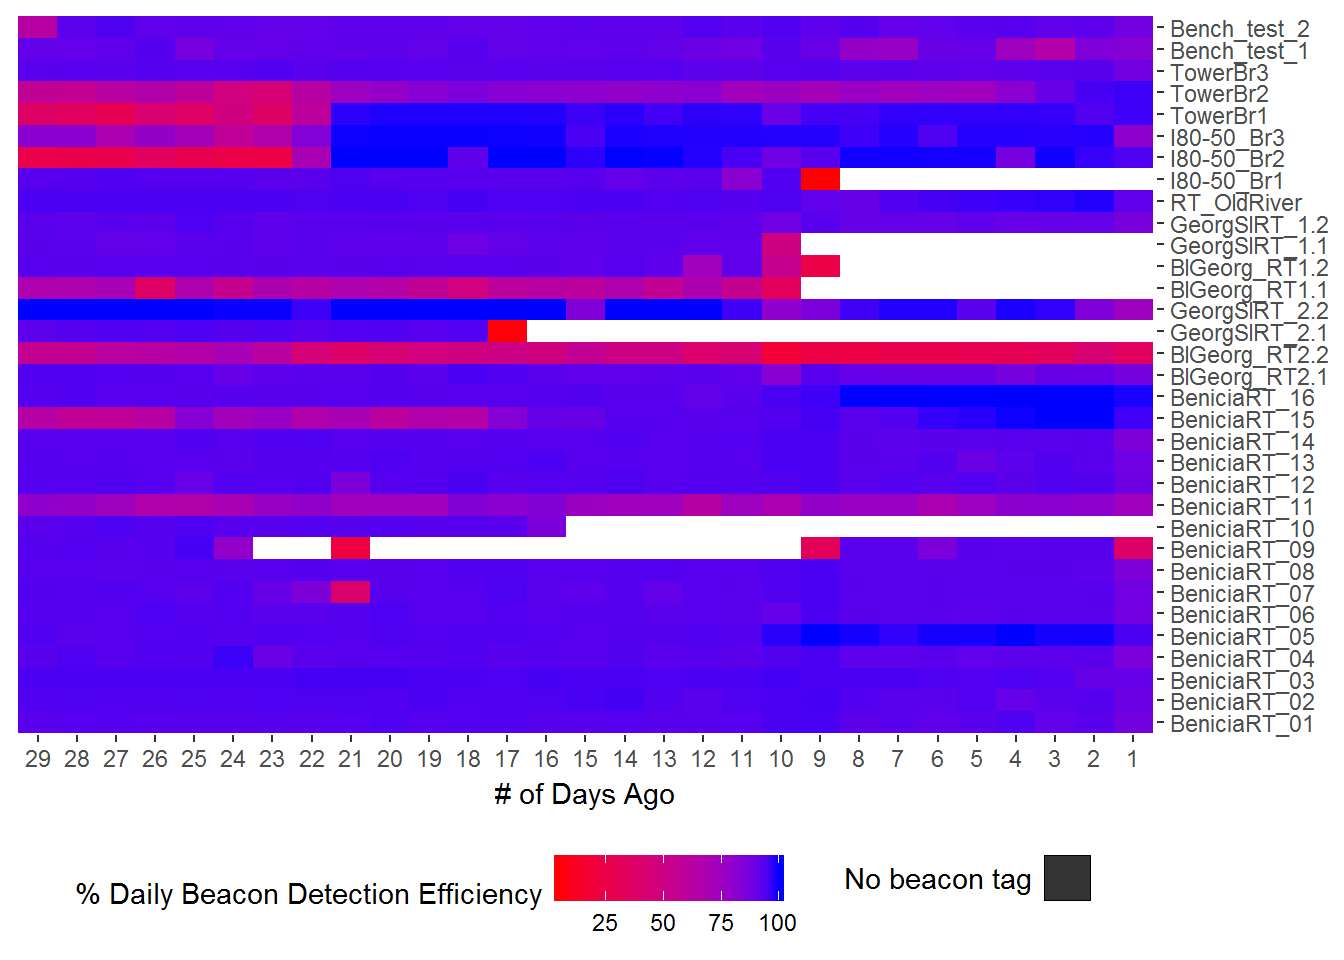 Bench_test_2
Bench_test_1
TowerBr3
TowerBr2
TowerBr1
I80-50_Br3
I80-50_Br2
I80-50_Br1
RT_OldRiver
GeorgSlRT_1.2
GeorgSlRT_1.1
BlGeorg_RT1.2
BlGeorg_RT1.1
GeorgSlRT_2.2
GeorgSlRT_2.1
BlGeorg_RT2.2
BlGeorg_RT2.1
BeniciaRT_16
BeniciaRT_15
BeniciaRT_14
BeniciaRT_13
BeniciaRT_12
BeniciaRT_11
BeniciaRT_10
BeniciaRT_09
BeniciaRT_08
BeniciaRT_07
BeniciaRT_06
BeniciaRT_05
BeniciaRT_04
BeniciaRT_03
BeniciaRT_02
BeniciaRT_01
29 28 27 26 25 24 23 22 21 20 19 18 17 16 15 14 13 12 11 10 9 8 7 6 5 4 3 2 1
# of Days Ago
% Daily Beacon Detection Efficiency
25 50 75 100
No beacon tag